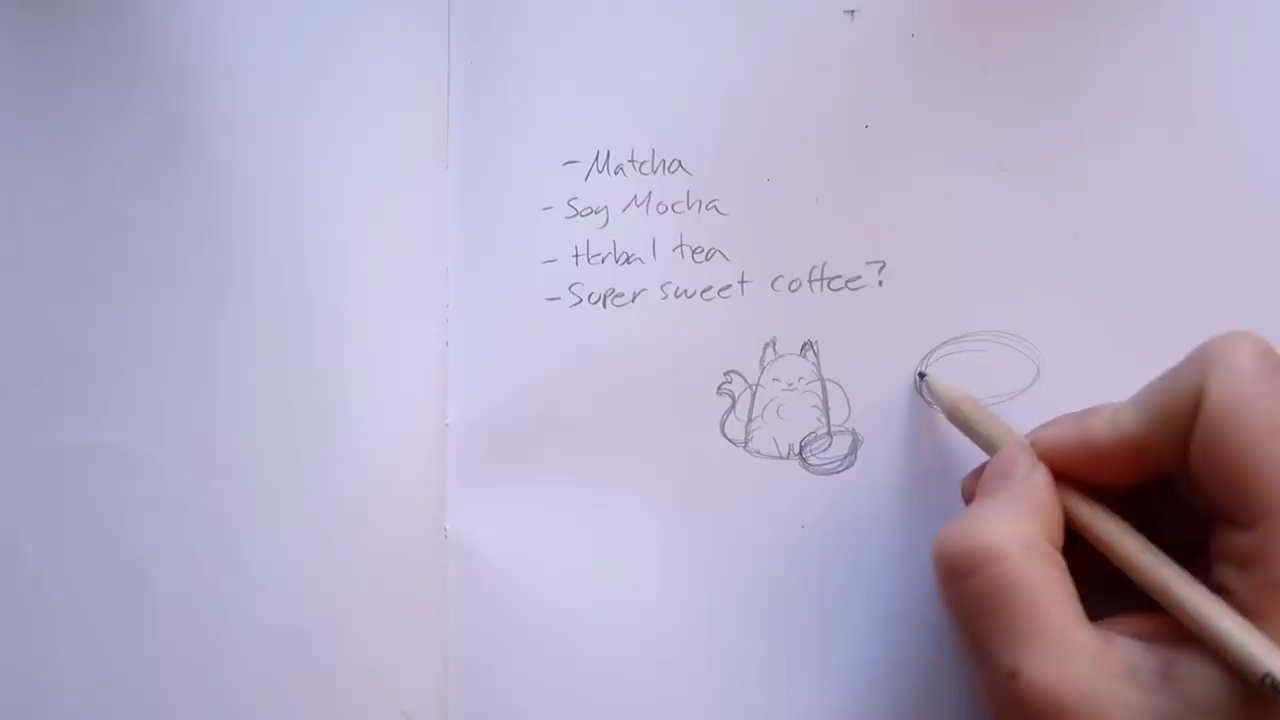 - Matcha
- Soy Mocha
- Herbal tea
- Super sweet coffee?